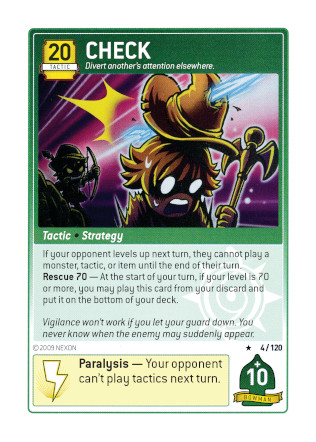 20
TACTIC
CHECK
Divert another's attention elsewhere.
Tactic • Strategy
If your opponent levels up next turn, they cannot play a
monster, tactic, or item until the end of their turn.
Rescue 70 — At the start of your turn, if your level is 70
or more, you may play this card from your discard and
put it on the bottom of your deck.
Vigilance won't work if you let your guard down. You
never know when the enemy may suddenly appear.
©2009 NEXON
★ 4/120
Paralysis — Your opponent
can't play tactics next turn.
+
10
BOWMAN